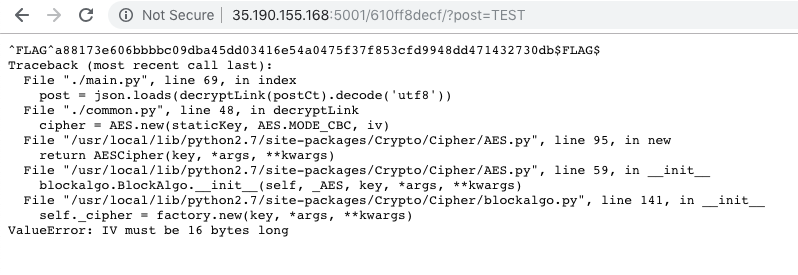 Not Secure | 35.190.155.168:5001/610ff8decf/?post=TEST
^FLAG^a88173e606bbbbc09dba45dd03416e54a0475f37f853cfd9948dd471432730db$FLAG$
Traceback (most recent call last):
  File "./main.py", line 69, in index
    post = json.loads(decryptLink(postCt).decode('utf8'))
  File "./common.py", line 48, in decryptLink
    cipher = AES.new(staticKey, AES.MODE_CBC, iv)
  File "/usr/local/lib/python2.7/site-packages/Crypto/Cipher/AES.py", line 95, in new
    return AESCipher(key, *args, **kwargs)
  File "/usr/local/lib/python2.7/site-packages/Crypto/Cipher/AES.py", line 59, in __init__
    blockalgo.BlockAlgo.__init__(self, _AES, key, *args, **kwargs)
  File "/usr/local/lib/python2.7/site-packages/Crypto/Cipher/blockalgo.py", line 141, in __init__
    self._cipher = factory.new(key, *args, **kwargs)
ValueError: IV must be 16 bytes long